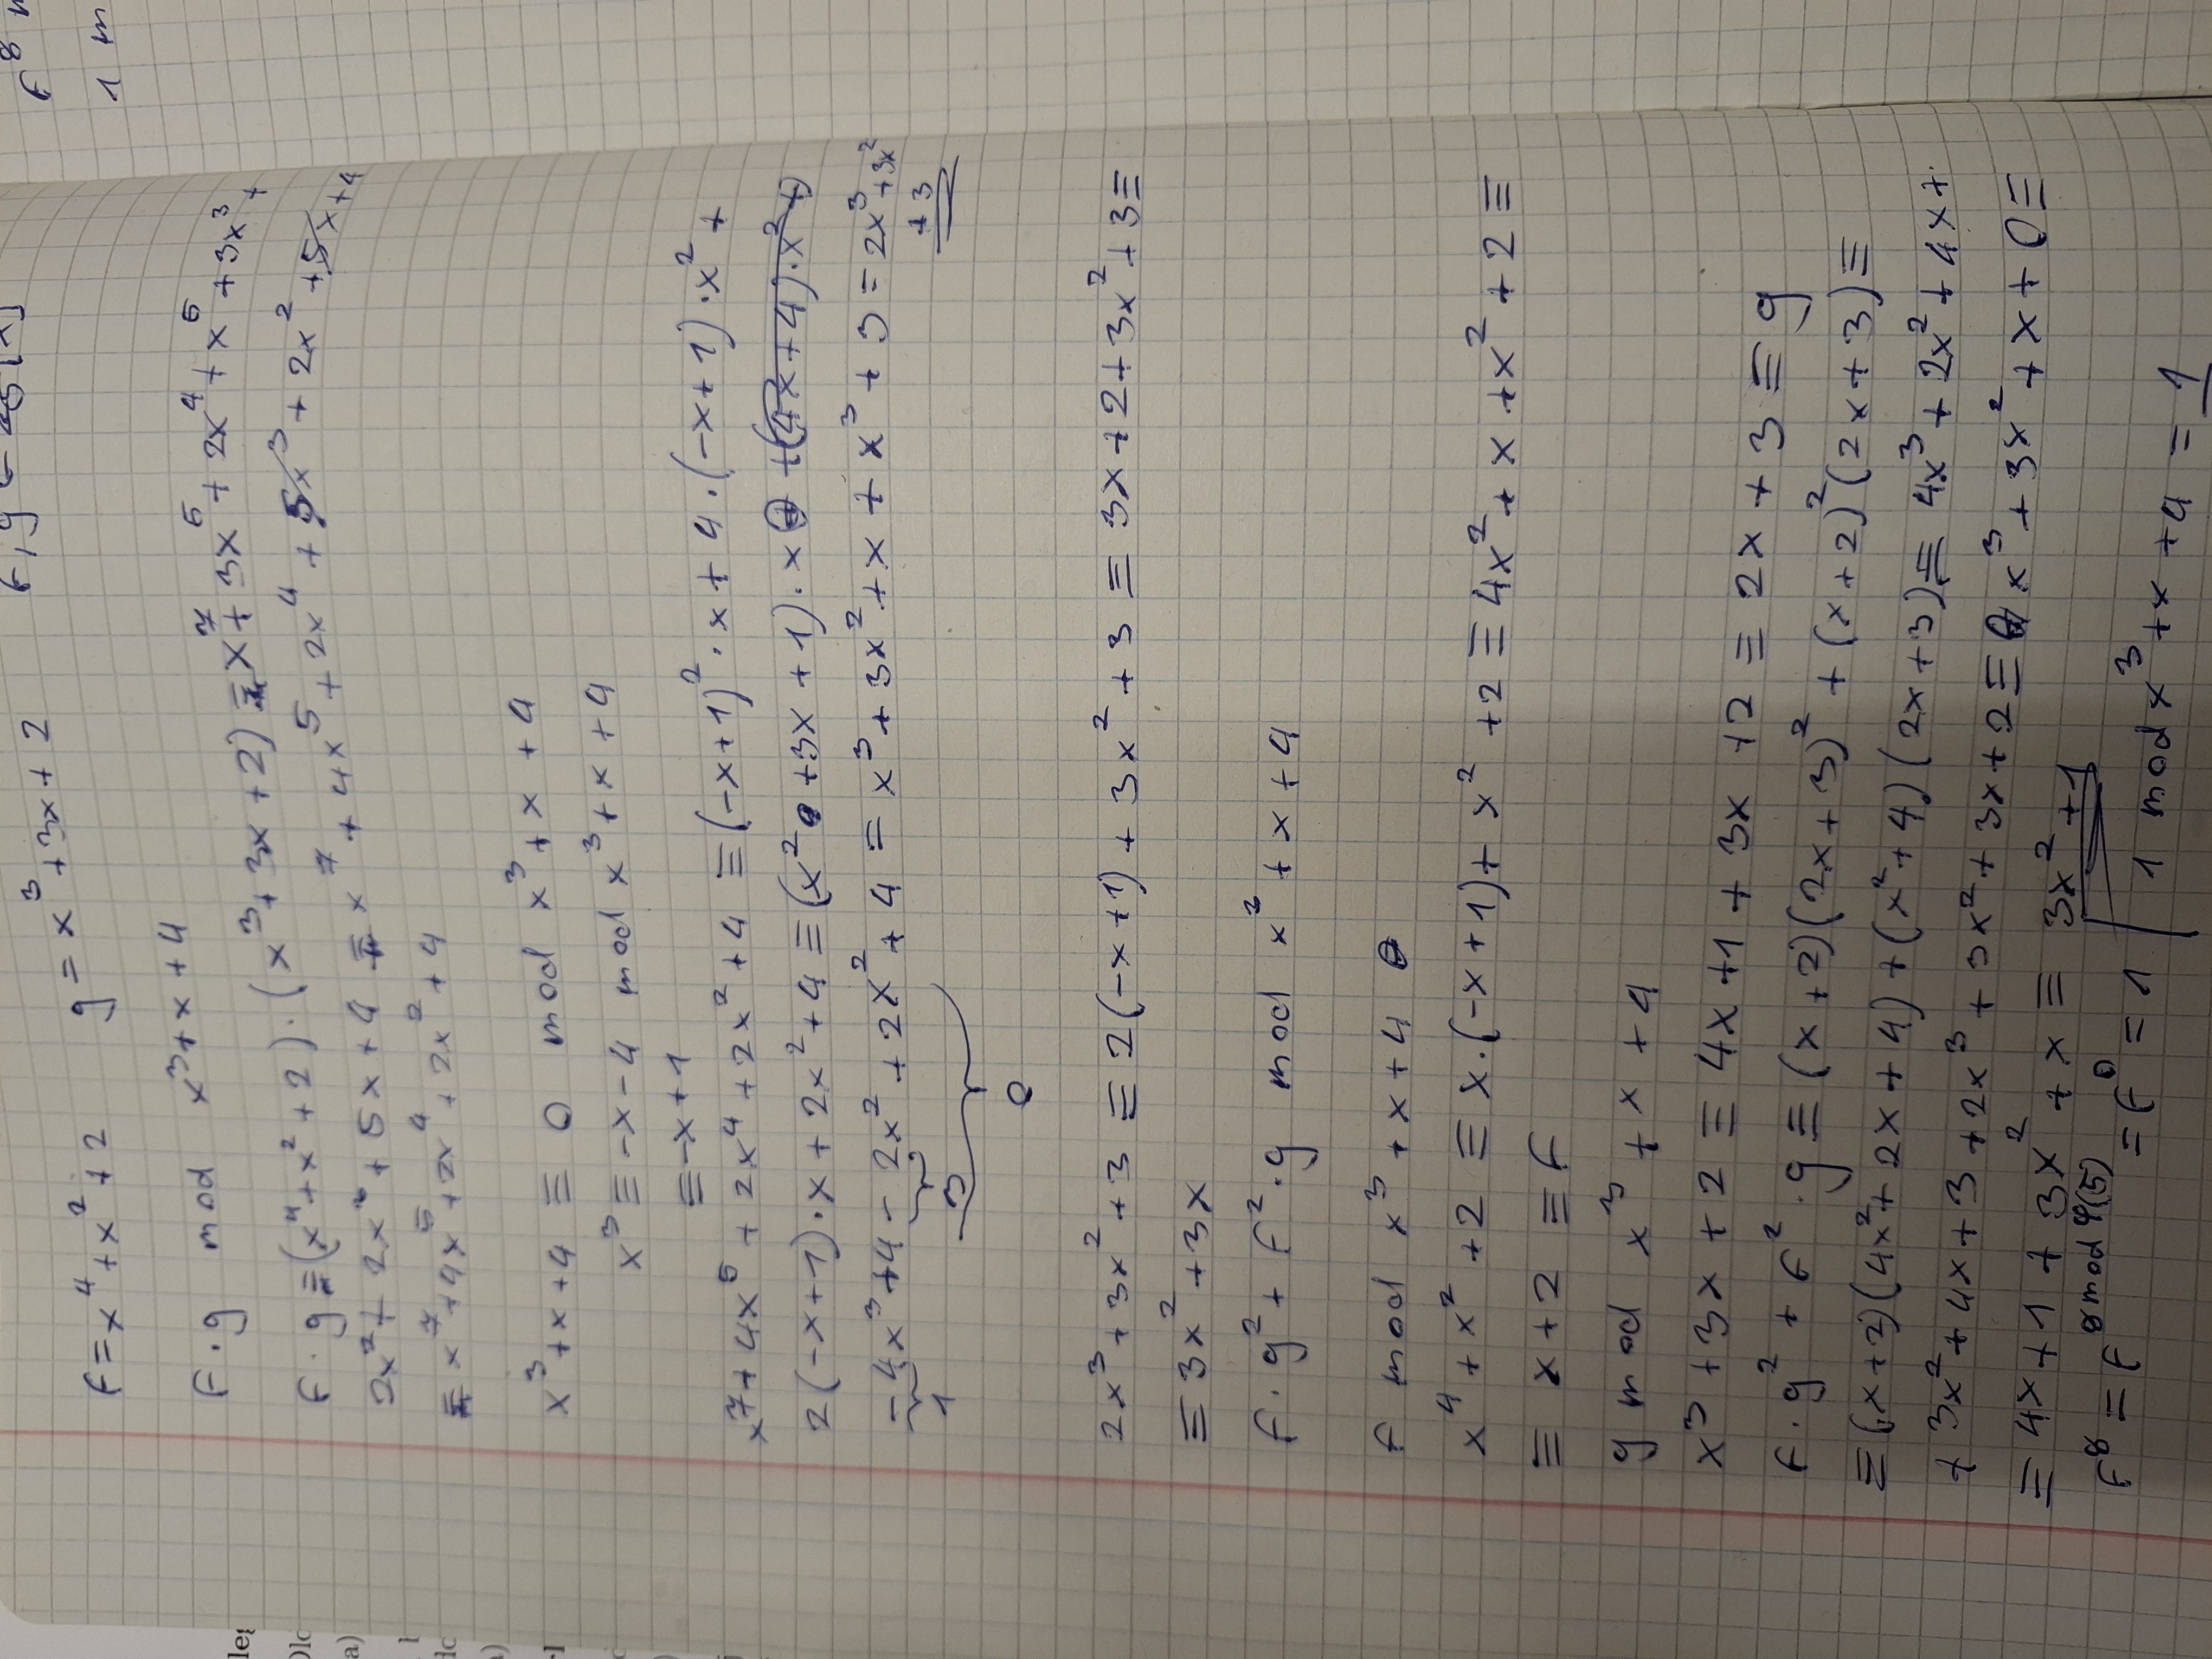 f, g ∈ Z₅[x]
f = x⁴ + x² + 2 g = x³ + 3x + 2
f · g mod x³ + x + 4
f · g ≡ (x⁴ + x² + 2) · (x³ + 3x + 2) ≡ x⁷ + 3x⁵ + 2x⁴ + x⁵ + 3x³ +
2x² + 2x³ + 6x + 4 ≡ x⁷ + 4x⁵ + 2x⁴ + 5x³ + 2x² + 5x + 4
≡ x⁷ + 4x⁵ + 2x⁴ + 2x² + 4
x³ + x + 4 ≡ 0 mod x³ + x + 4
x³ ≡ -x - 4 mod x³ + x + 4
≡ -x + 1
x⁷ + 4x⁵ + 2x⁴ + 2x² + 4 ≡ (-x + 1)² · x + 4 · (-x + 1) · x² +
2(-x + 1) · x + 2x² + 4 ≡ (x² + 3x + 1) · x + (4x + 4) · x² +
- 4x³ + 4 - 2x² + 2x² + 4 = x³ + 3x² + x + x³ + 3 = 2x³ + 3x²
+ 3
1 3
0
2x³ + 3x² + 3 ≡ 2(-x + 1) + 3x² + 3 ≡ 3x + 2 + 3x² + 3 ≡
≡ 3x² + 3x
f · g² + f² · g mod x³ + x + 4
f mod x³ + x + 4
x⁴ + x² + 2 ≡ x · (-x + 1) + x² + 2 ≡ 4x² + x + x² + 2 ≡
≡ x + 2 ≡ f
g mod x³ + x + 4
x³ + 3x + 2 ≡ 4x + 1 + 3x + 2 ≡ 2x + 3 ≡ g
f · g² + f² · g ≡ (x + 2)(2x + 3)² + (x + 2)²(2x + 3) ≡
≡ (x + 2)(4x² + 2x + 4) + (x² + 4)(2x + 3) ≡ 4x³ + 2x² + 4x +
+ 3x² + 4x + 3 + 2x³ + 3x² + 3x + 2 ≡ x³ + 3x² + x + 0 ≡
≡ 4x + 1 + 3x² + x ≡ 3x² + 1
f⁸ = f^(8 mod φ(5)) = f⁰ = 1 | 1 mod x³ + x + 4 = 1
f⁸
1 m